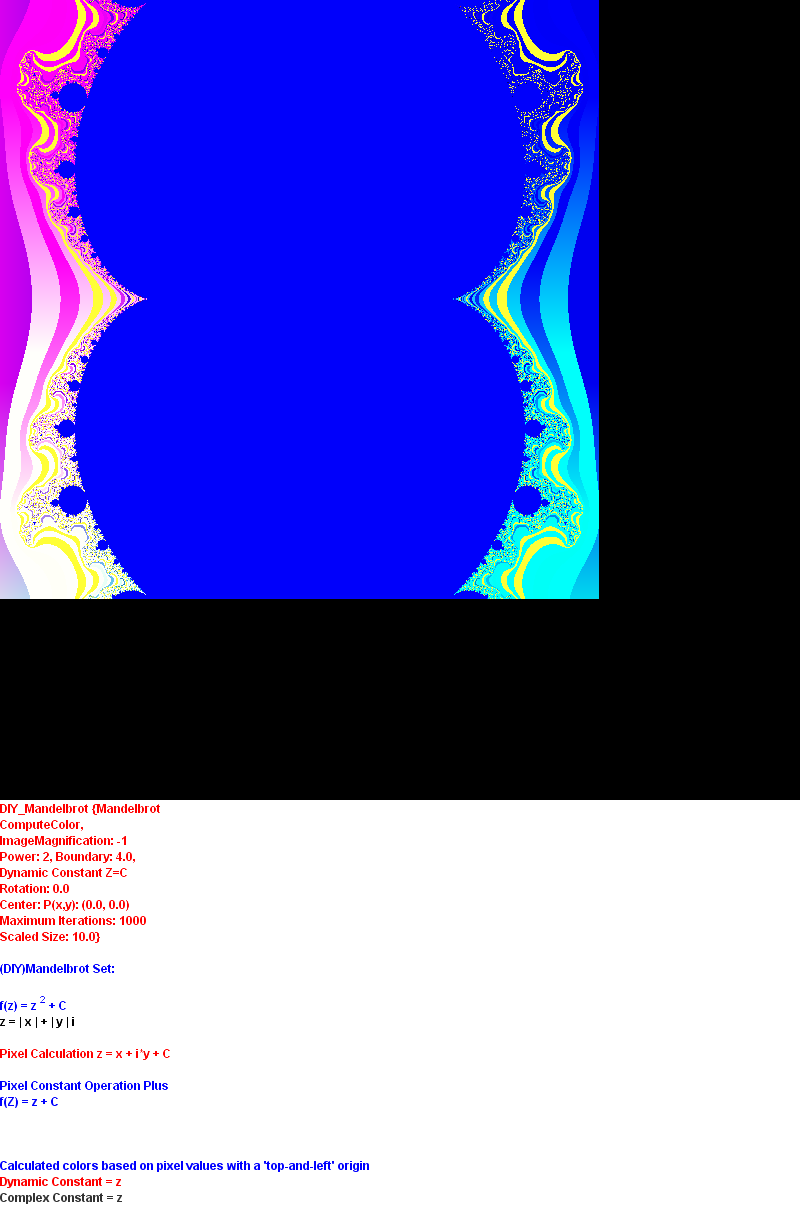 DIY_Mandelbrot {Mandelbrot
ComputeColor,
ImageMagnification: -1
Power: 2, Boundary: 4.0,
Dynamic Constant Z=C
Rotation: 0.0
Center: P(x,y): (0.0, 0.0)
Maximum Iterations: 1000
Scaled Size: 10.0}
(DIY)Mandelbrot Set:
f(z) = z 2 + C
z = | x | + | y | i
Pixel Calculation z = x + i*y + C
Pixel Constant Operation Plus
f(Z) = z + C
Calculated colors based on pixel values with a 'top-and-left' origin
Dynamic Constant = z
Complex Constant = z